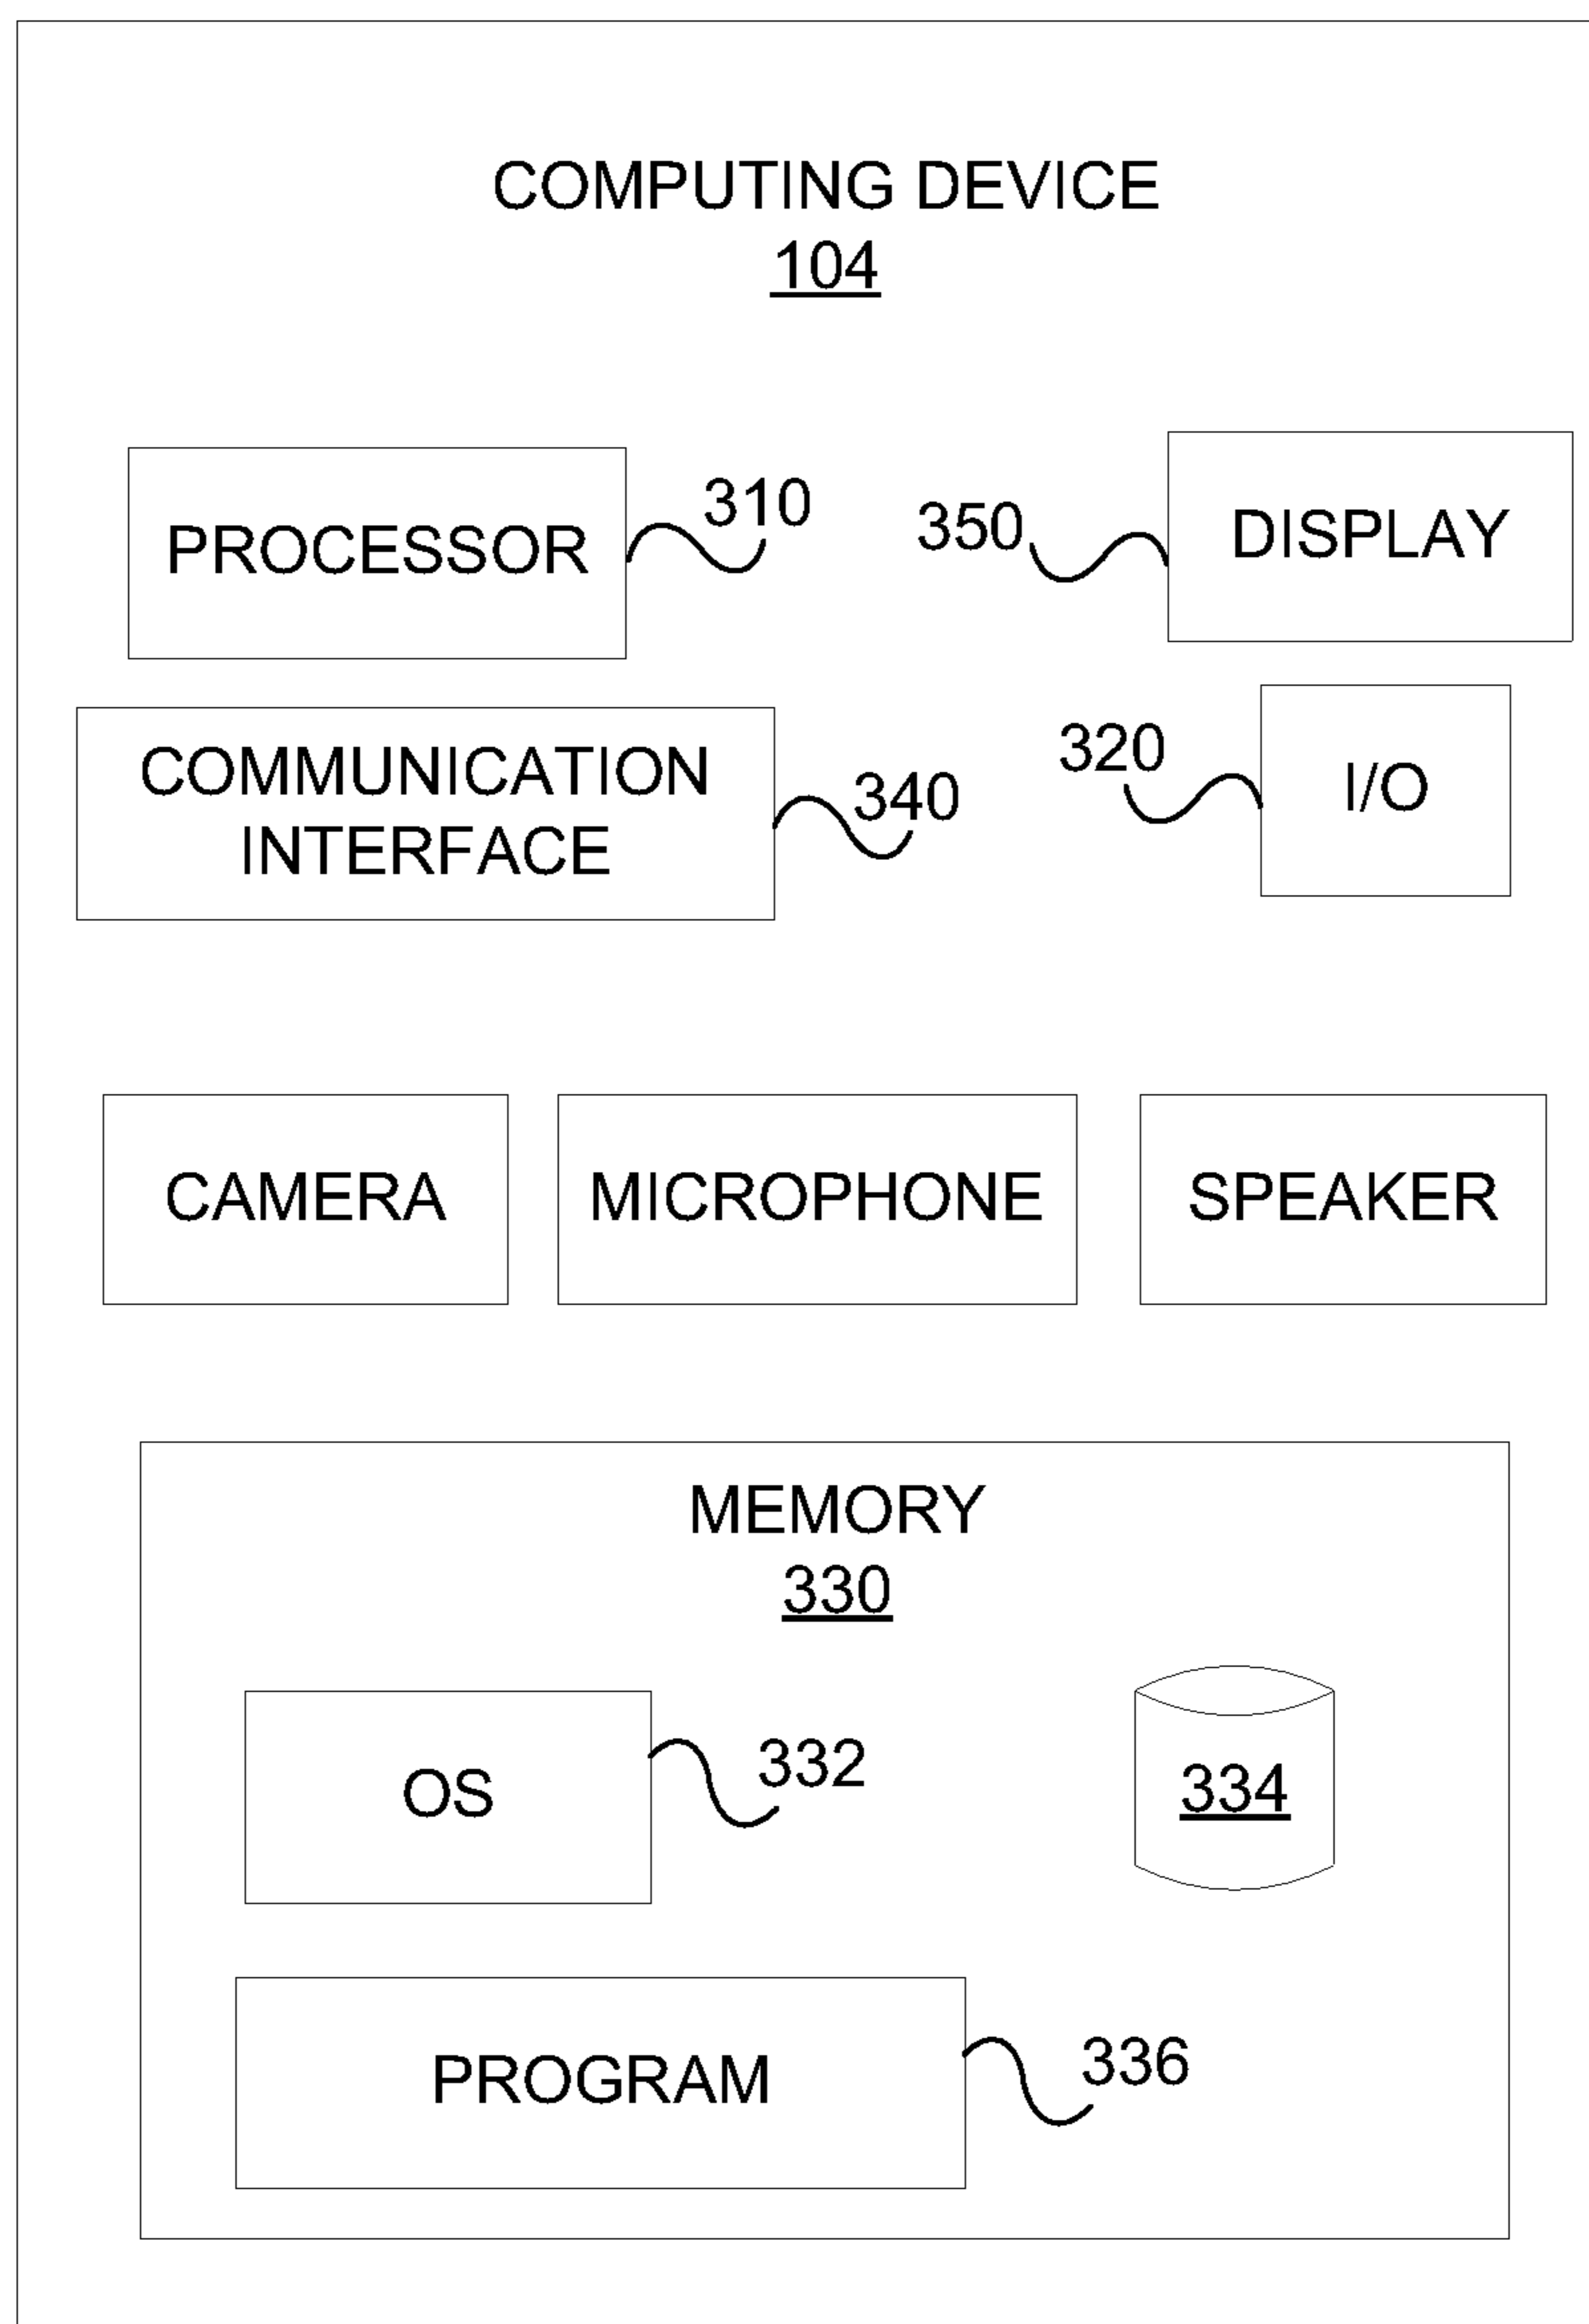 COMPUTING DEVICE
104
PROCESSOR
310
350
DISPLAY
COMMUNICATION
INTERFACE
340
320
I/O
CAMERA
MICROPHONE
SPEAKER
MEMORY
330
OS
332
334
PROGRAM
336